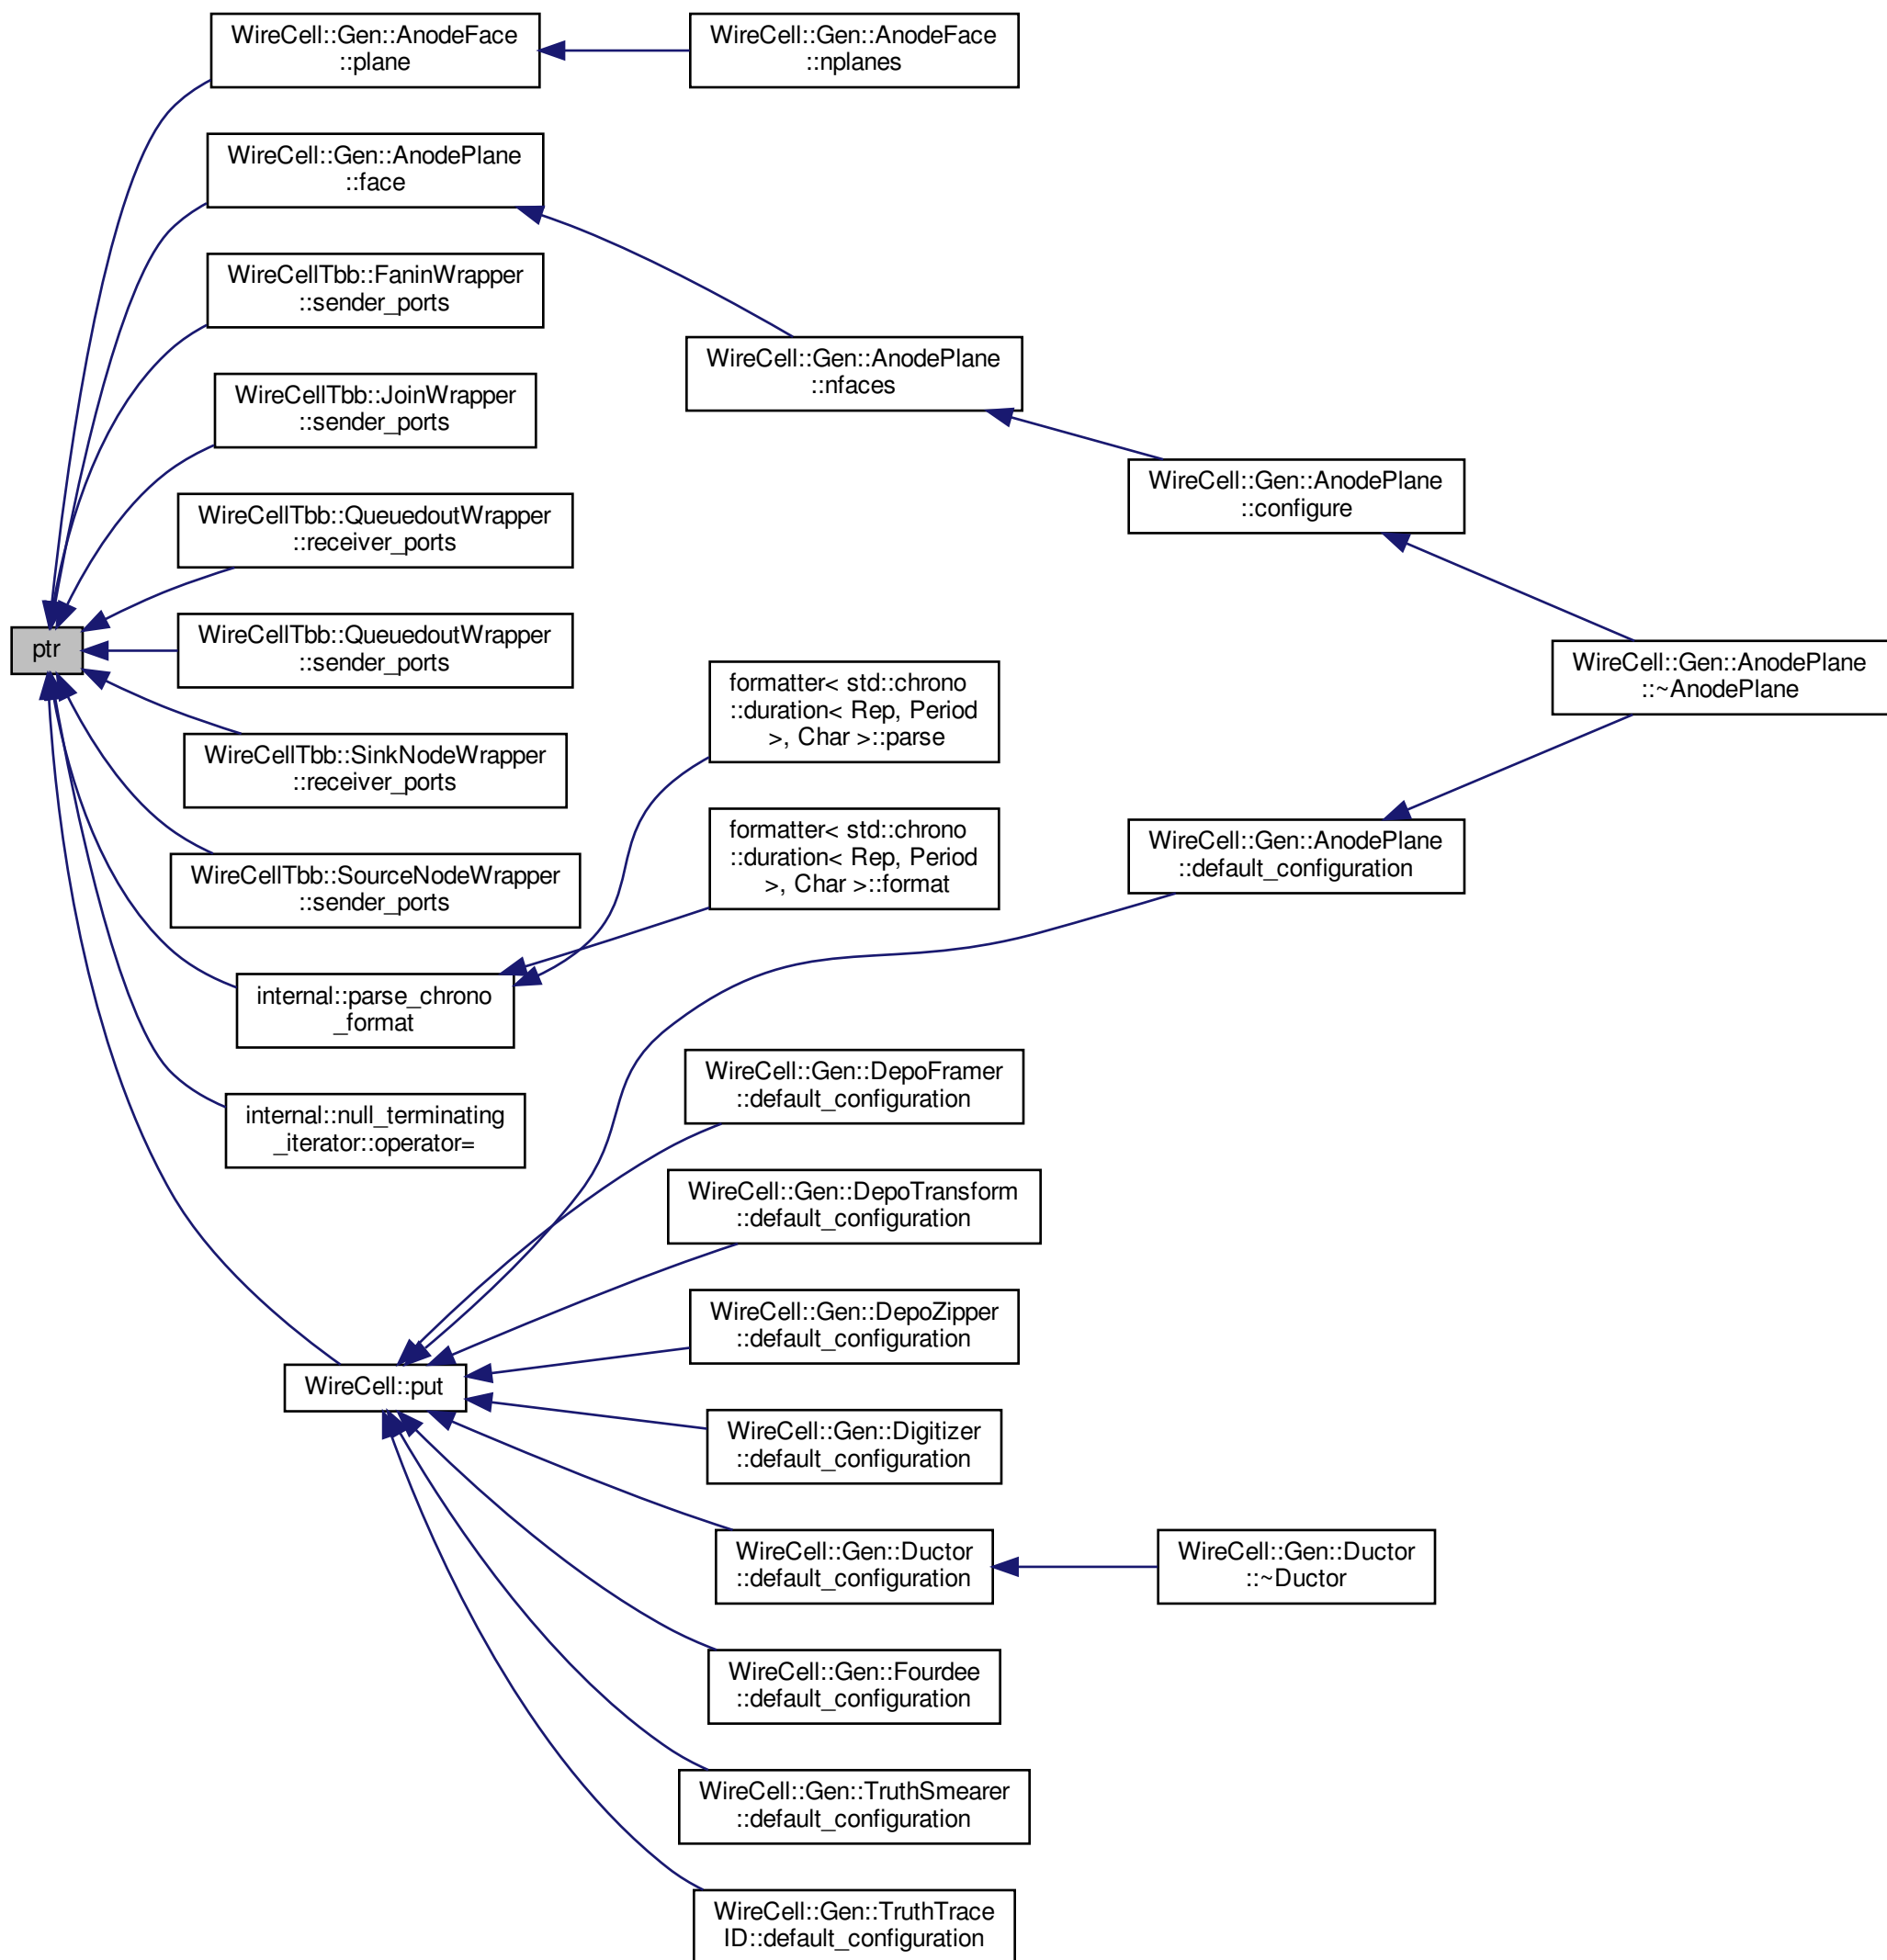 WireCell::Gen::AnodeFace
::plane
WireCell::Gen::AnodeFace
::nplanes
WireCell::Gen::AnodePlane
::face
WireCellTbb::FaninWrapper
::sender_ports
WireCell::Gen::AnodePlane
::nfaces
WireCellTbb::JoinWrapper
::sender_ports
WireCell::Gen::AnodePlane
::configure
WireCellTbb::QueuedoutWrapper
::receiver_ports
ptr
WireCellTbb::QueuedoutWrapper
::sender_ports
WireCell::Gen::AnodePlane
::~AnodePlane
formatter< std::chrono
::duration< Rep, Period
>, Char >::parse
WireCellTbb::SinkNodeWrapper
::receiver_ports
formatter< std::chrono
::duration< Rep, Period
>, Char >::format
WireCell::Gen::AnodePlane
::default_configuration
WireCellTbb::SourceNodeWrapper
::sender_ports
internal::parse_chrono
_format
WireCell::Gen::DepoFramer
::default_configuration
internal::null_terminating
_iterator::operator=
WireCell::Gen::DepoTransform
::default_configuration
WireCell::Gen::DepoZipper
::default_configuration
WireCell::put
WireCell::Gen::Digitizer
::default_configuration
WireCell::Gen::Ductor
::default_configuration
WireCell::Gen::Ductor
::~Ductor
WireCell::Gen::Fourdee
::default_configuration
WireCell::Gen::TruthSmearer
::default_configuration
WireCell::Gen::TruthTrace
ID::default_configuration